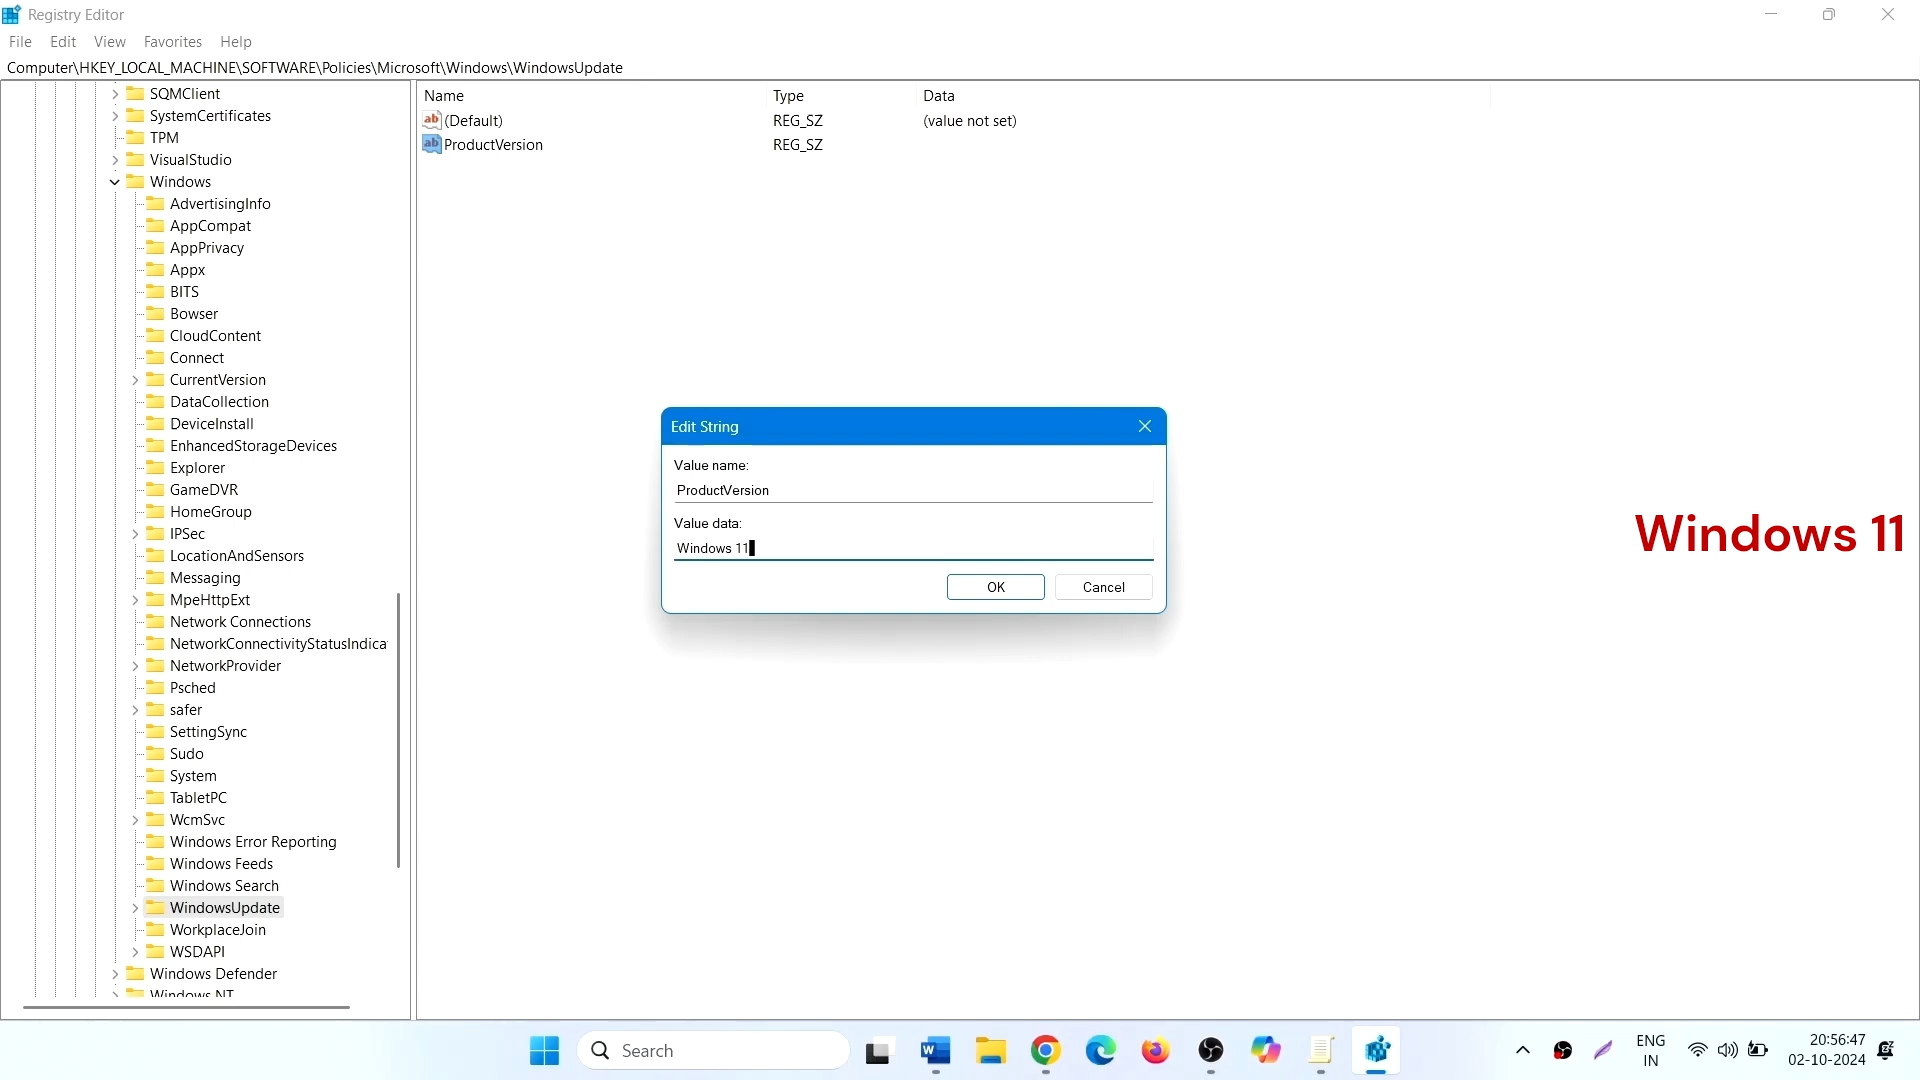 Registry Editor
File Edit View Favorites Help
Computer\HKEY_LOCAL_MACHINE\SOFTWARE\Policies\Microsoft\Windows\WindowsUpdate
SQMClient
SystemCertificates
TPM
VisualStudio
Windows
AdvertisingInfo
AppCompat
AppPrivacy
Appx
BITS
Bowser
CloudContent
Connect
CurrentVersion
DataCollection
DeviceInstall
EnhancedStorageDevices
Explorer
GameDVR
HomeGroup
IPSec
LocationAndSensors
Messaging
MpeHttpExt
Network Connections
NetworkConnectivityStatusIndica
NetworkProvider
Psched
safer
SettingSync
Sudo
System
TabletPC
WcmSvc
Windows Error Reporting
Windows Feeds
Windows Search
WindowsUpdate
WorkplaceJoin
WSDAPI
Windows Defender
Windows NT
Name Type Data
(Default) REG_SZ (value not set)
ProductVersion REG_SZ
Edit String
Value name:
ProductVersion
Value data:
Windows 11
OK Cancel
Windows 11
Search
ENG
IN
20:56:47
02-10-2024